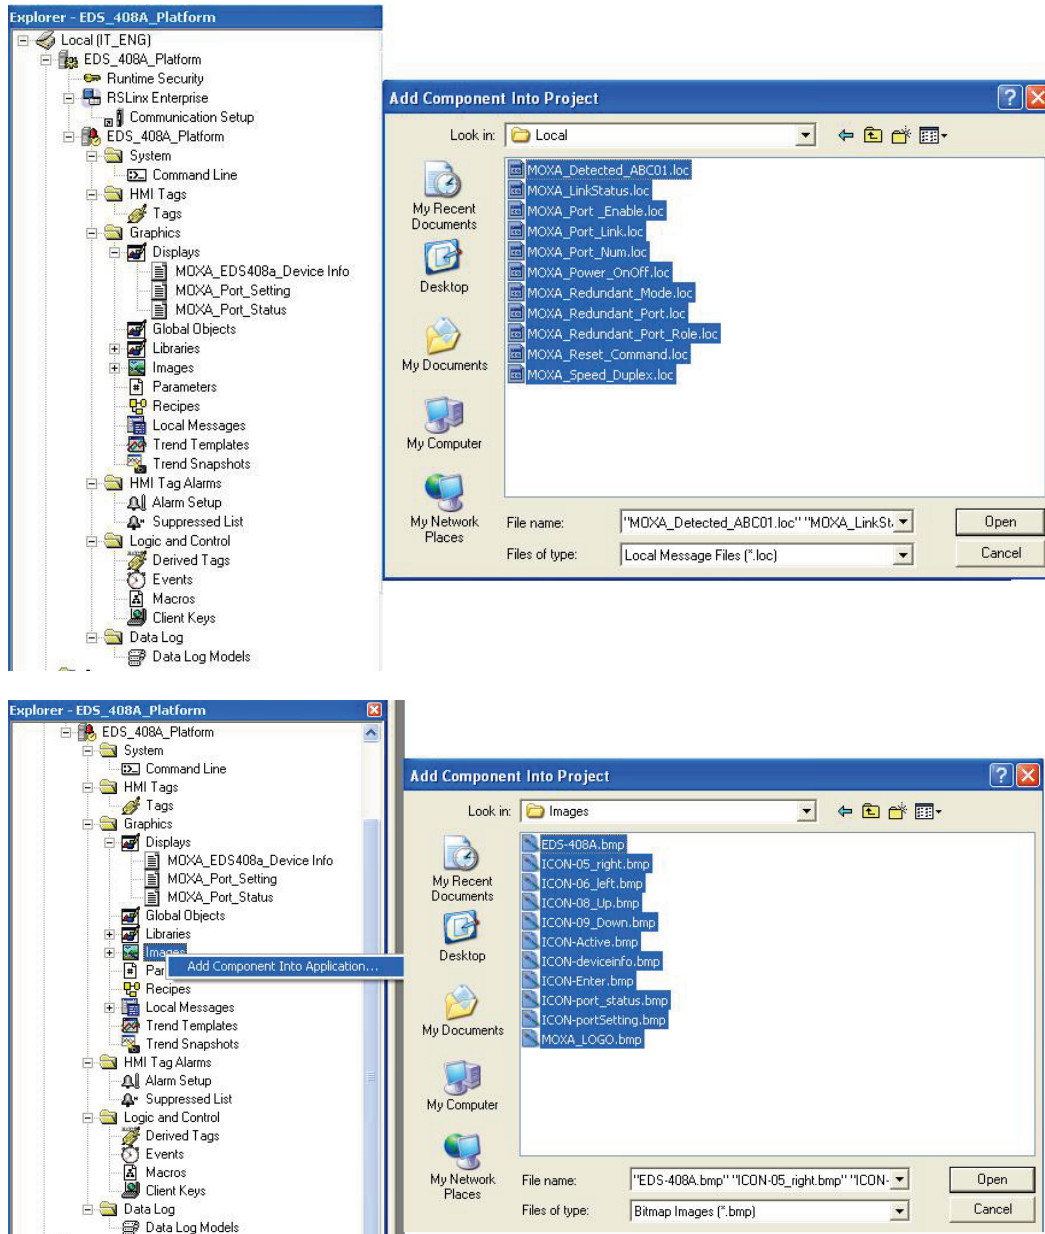 Explorer - EDS_408A_Platform
Local (IT_ENG)
EDS_408A_Platform
Runtime Security
RSLinx Enterprise
Communication Setup
EDS_408A_Platform
System
Command Line
HMI Tags
Tags
Graphics
Displays
MOXA_EDS408a_Device Info
MOXA_Port_Setting
MOXA_Port_Status
Global Objects
Libraries
Images
Parameters
Recipes
Local Messages
Trend Templates
Trend Snapshots
HMI Tag Alarms
Alarm Setup
Suppressed List
Logic and Control
Derived Tags
Events
Macros
Client Keys
Data Log
Data Log Models
Add Component Into Project
Look in:
Local
My Recent
Documents
Desktop
My Documents
My Computer
My Network
Places
MOXA_Detected_ABC01.loc
MOXA_LinkStatus.loc
MOXA_Port _Enable.loc
MOXA_Port_Link.loc
MOXA_Port_Num.loc
MOXA_Power_OnOff.loc
MOXA_Redundant_Mode.loc
MOXA_Redundant_Port.loc
MOXA_Redundant_Port_Role.loc
MOXA_Reset_Command.loc
MOXA_Speed_Duplex.loc
File name:
"MOXA_Detected_ABC01.loc" "MOXA_LinkSt
Open
Files of type:
Local Message Files (*.loc)
Cancel
Explorer - EDS_408A_Platform
EDS_408A_Platform
System
Command Line
HMI Tags
Tags
Graphics
Displays
MOXA_EDS408a_Device Info
MOXA_Port_Setting
MOXA_Port_Status
Global Objects
Libraries
Images
Par
Add Component Into Application...
Recipes
Local Messages
Trend Templates
Trend Snapshots
HMI Tag Alarms
Alarm Setup
Suppressed List
Logic and Control
Derived Tags
Events
Macros
Client Keys
Data Log
Data Log Models
Add Component Into Project
Look in:
Images
My Recent
Documents
Desktop
My Documents
My Computer
My Network
Places
EDS-408A.bmp
ICON-05_right.bmp
ICON-06_left.bmp
ICON-08_Up.bmp
ICON-09_Down.bmp
ICON-Active.bmp
ICON-deviceinfo.bmp
ICON-Enter.bmp
ICON-port_status.bmp
ICON-portSetting.bmp
MOXA_LOGO.bmp
File name:
"EDS-408A.bmp" "ICON-05_right.bmp" "ICON-
Open
Files of type:
Bitmap Images (*.bmp)
Cancel